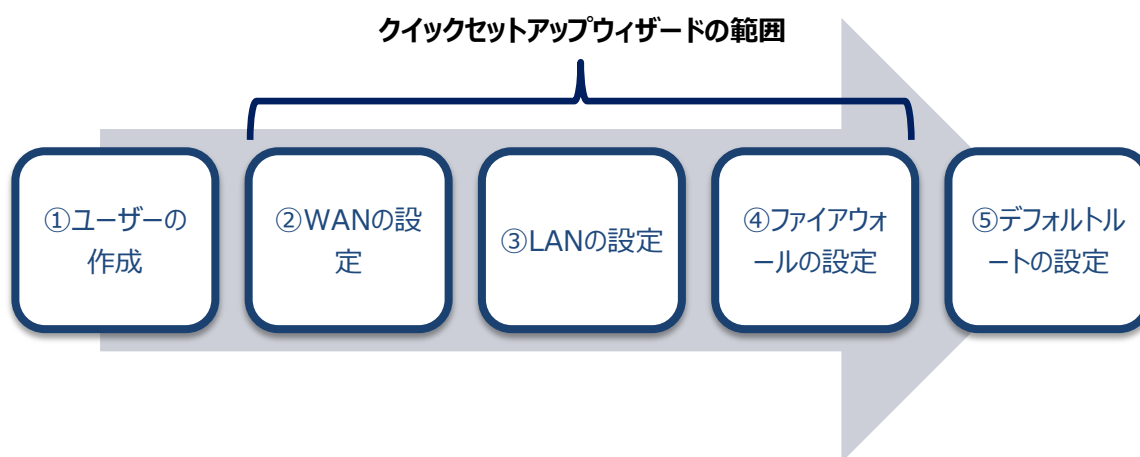 クイックセットアップウィザードの範囲
①ユーザーの
作成
②WANの設
定
③LANの設定
④ファイアウォ
ールの設定
⑤デフォルトル
ートの設定